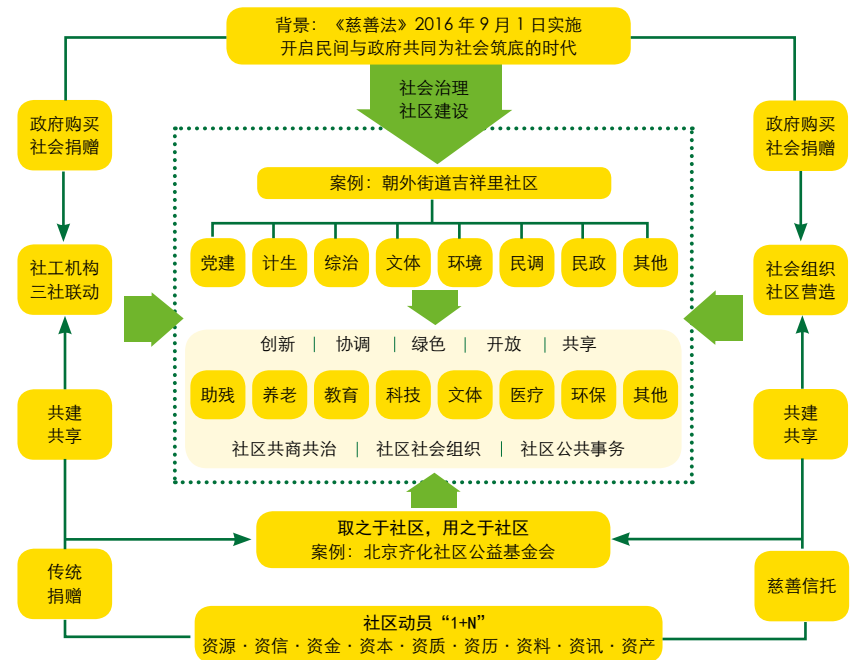 背景：《慈善法》2016 年 9 月 1 日实施
开启民间与政府共同为社会筑底的时代
社会治理
社区建设
政府购买
社会捐赠
政府购买
社会捐赠
案例：朝外街道吉祥里社区
党建 计生 综治 文体 环境 民调 民政 其他
社工机构
三社联动
社会组织
社区营造
创新 | 协调 | 绿色 | 开放 | 共享
助残 养老 教育 科技 文体 医疗 环保 其他
社区共商共治 | 社区社会组织 | 社区公共事务
共建
共享
共建
共享
取之于社区，用之于社区
案例：北京齐化社区公益基金会
传统
捐赠
慈善信托
社区动员“1+N”
资源 · 资信 · 资金 · 资本 · 资质 · 资历 · 资料 · 资讯 · 资产